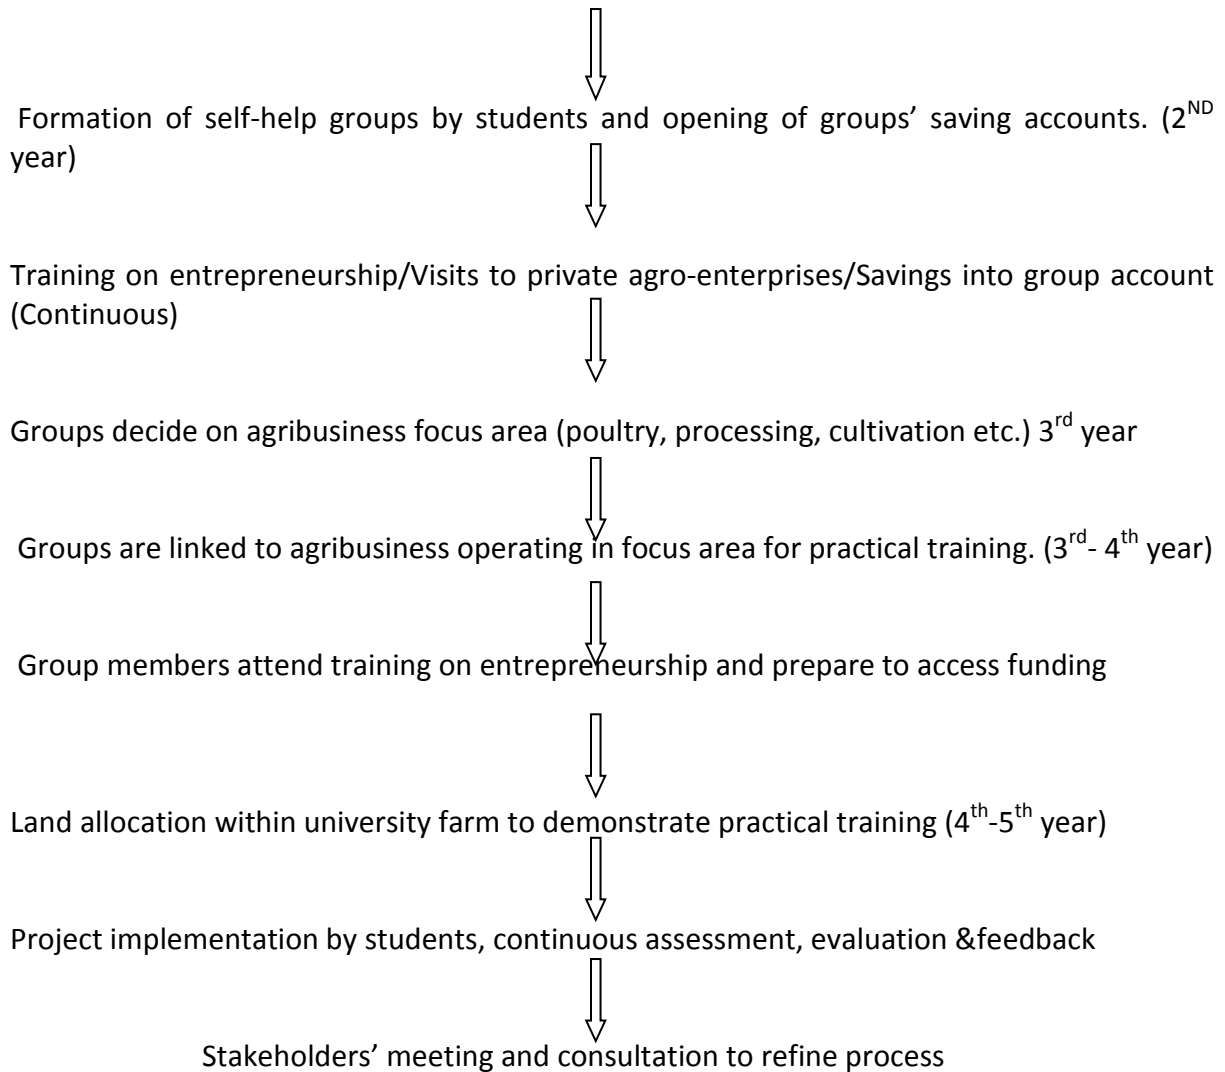 Formation of self-help groups by students and opening of groups’ saving accounts. (2ND
year)
Training on entrepreneurship/Visits to private agro-enterprises/Savings into group account
(Continuous)
Groups decide on agribusiness focus area (poultry, processing, cultivation etc.) 3rd year
Groups are linked to agribusiness operating in focus area for practical training. (3rd- 4th year)
Group members attend training on entrepreneurship and prepare to access funding
Land allocation within university farm to demonstrate practical training (4th-5th year)
Project implementation by students, continuous assessment, evaluation &feedback
Stakeholders’ meeting and consultation to refine process